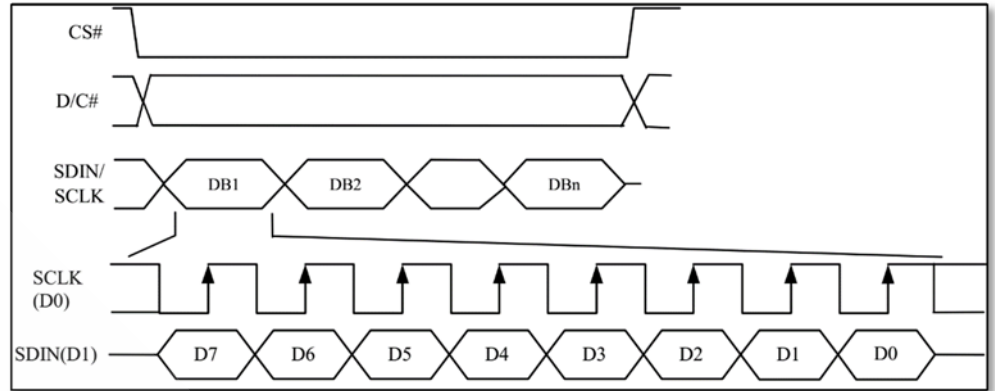 CS#
D/C#
SDIN/
SCLK
DB1 DB2 DBn
SCLK
(D0)
SDIN(D1) D7 D6 D5 D4 D3 D2 D1 D0